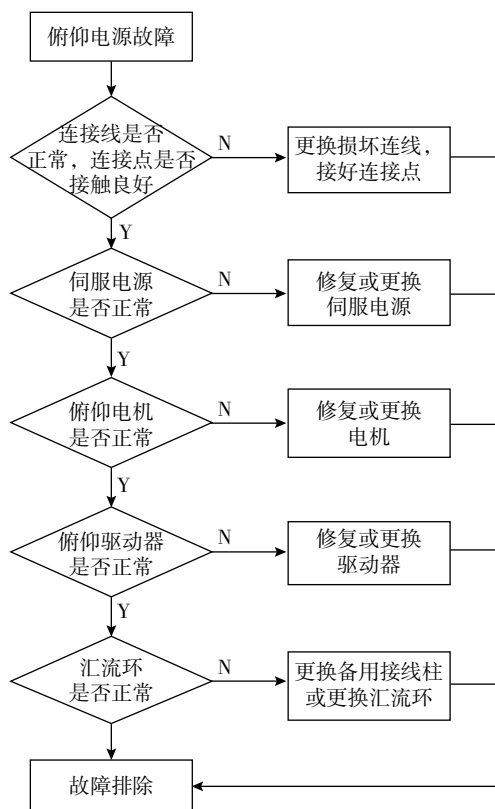 俯仰电源故障
连接线是否
正常，连接点是否
接触良好
N
更换损坏连线，
接好连接点
Y
伺服电源
是否正常
N
修复或更换
伺服电源
Y
俯仰电机
是否正常
N
修复或更换
电机
Y
俯仰驱动器
是否正常
N
修复或更换
驱动器
Y
汇流环
是否正常
N
更换备用接线柱
或更换汇流环
故障排除